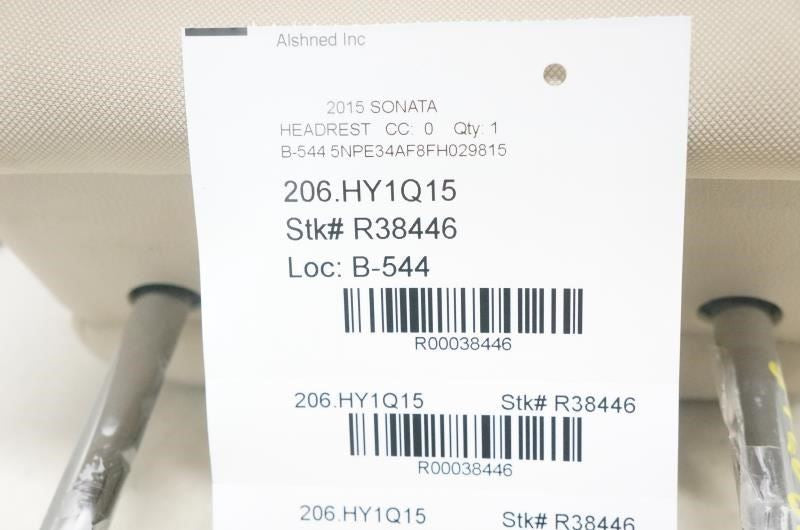 Alshned Inc
2015 SONATA
HEADREST CC: 0 Qty: 1
B-544 5NPE34AF8FH029815
206.HY1Q15
Stk# R38446
Loc: B-544
R00038446
206.HY1Q15 Stk# R38446
R00038446
206.HY1Q15 Stk# R38446